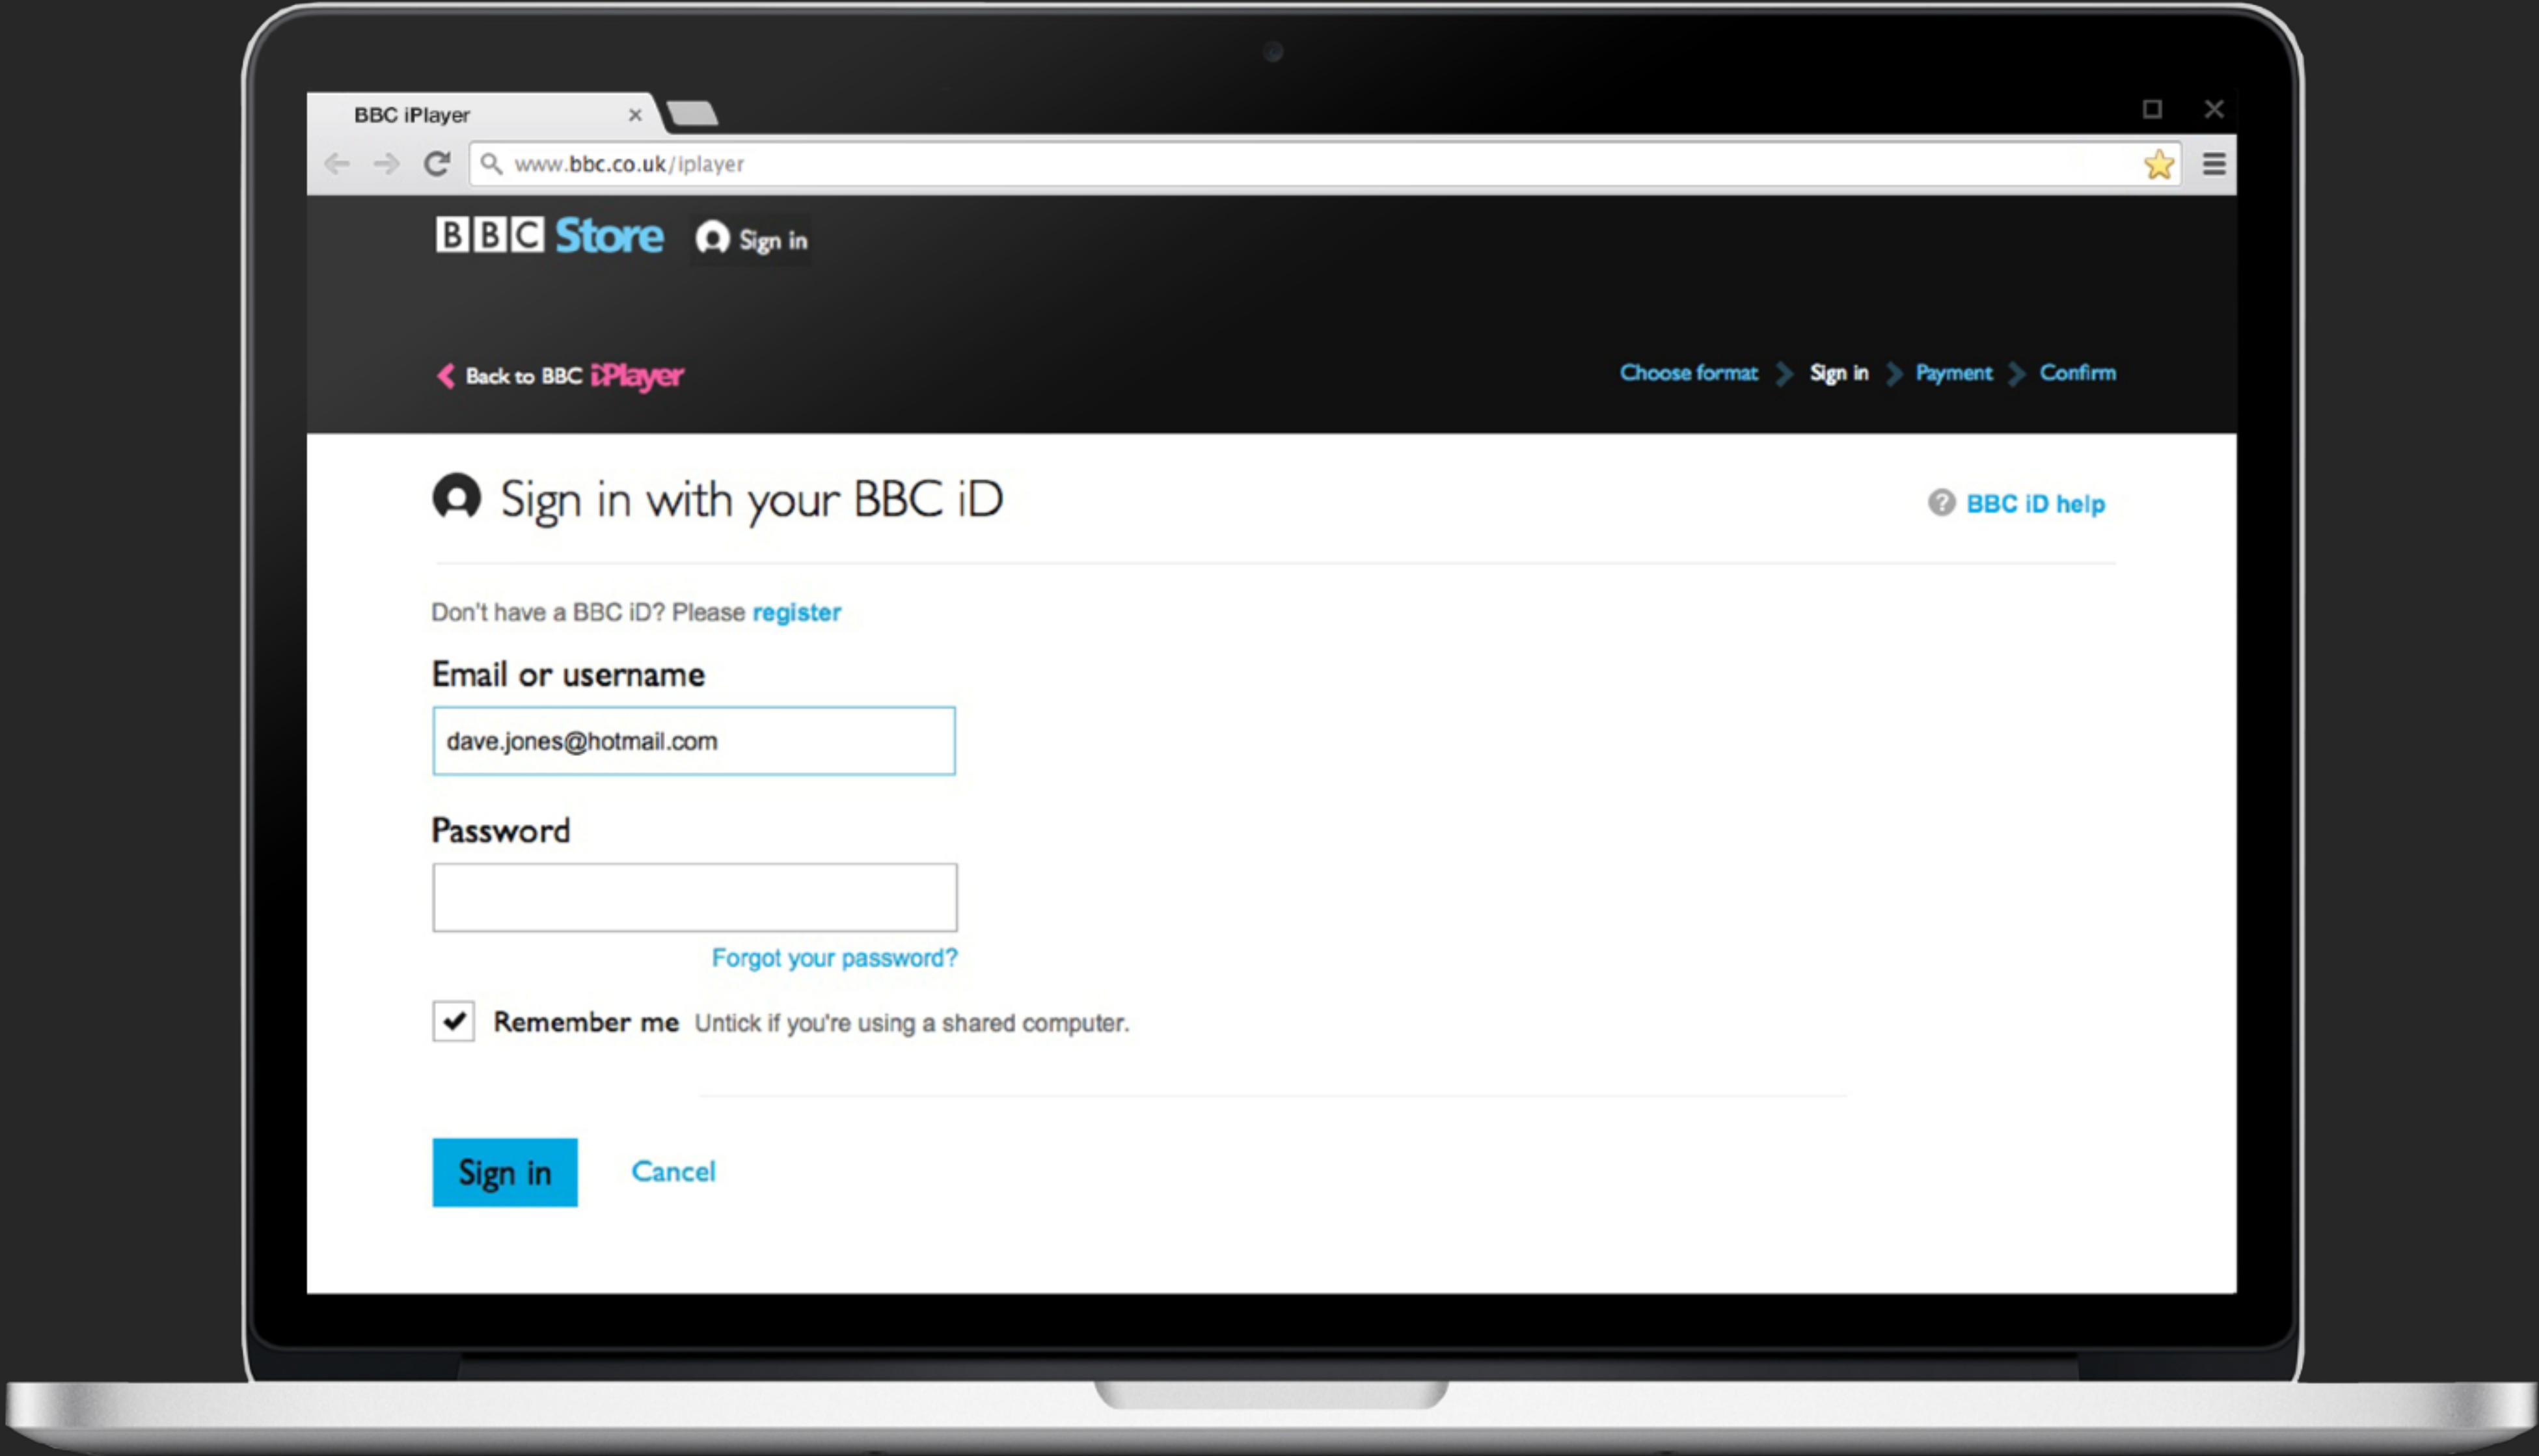 BBC iPlayer
www.bbc.co.uk/iplayer
BBC Store Sign in
Back to BBC iPlayer
Choose format Sign in Payment Confirm
Sign in with your BBC iD
BBC iD help
Don't have a BBC iD? Please register
Email or username
dave.jones@hotmail.com
Password
Forgot your password?
Remember me Untick if you're using a shared computer.
Sign in Cancel